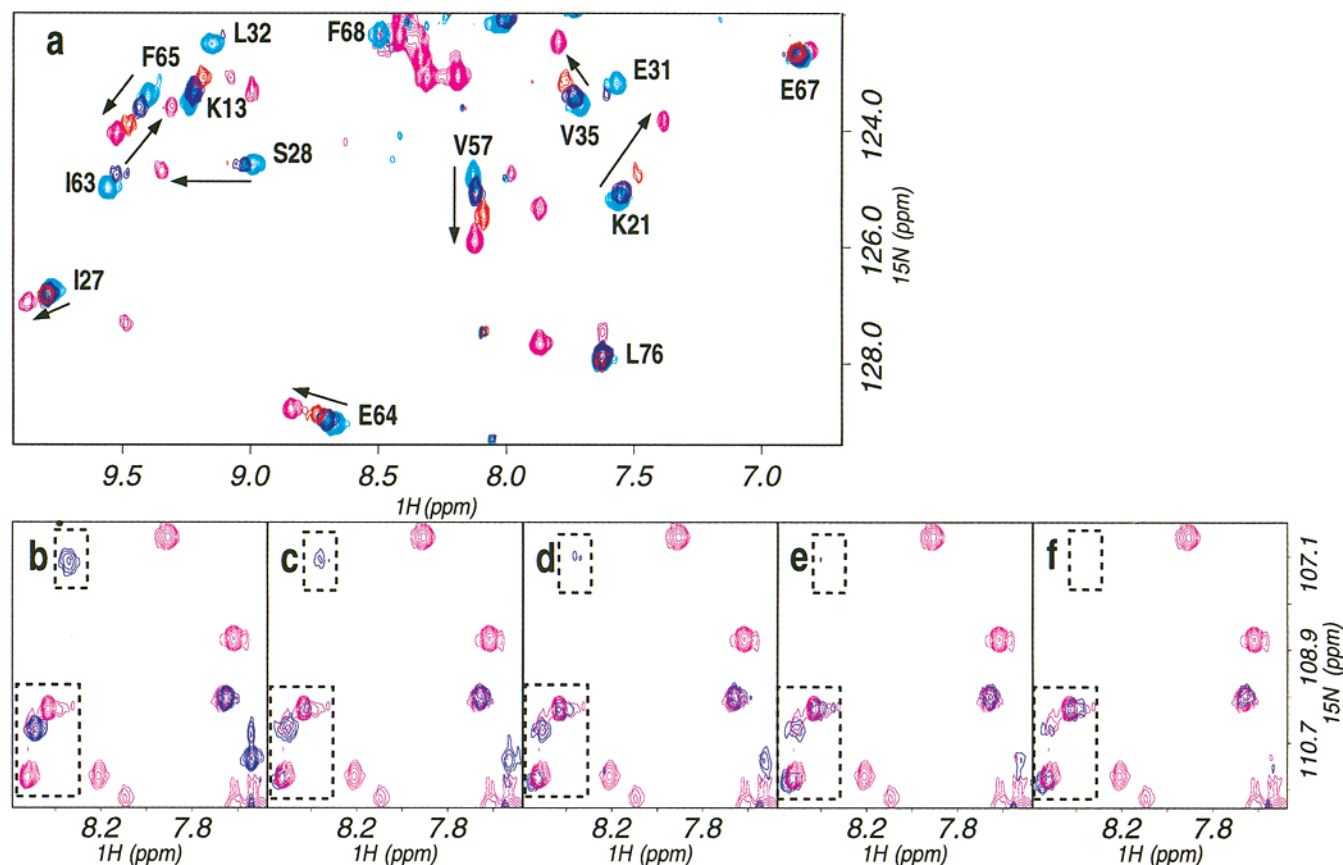 a
L32
F68
F65
E31
E67
K13
V35
124.0
S28
V57
I63
K21
126.0
15N (ppm)
I27
L76
128.0
E64
9.5 9.0 8.5 8.0 7.5 7.0
1H (ppm)
b c d e f
107.1
108.9
15N (ppm)
110.7
8.2 7.8 8.2 7.8 8.2 7.8 8.2 7.8 8.2 7.8
1H (ppm) 1H (ppm) 1H (ppm) 1H (ppm) 1H (ppm)